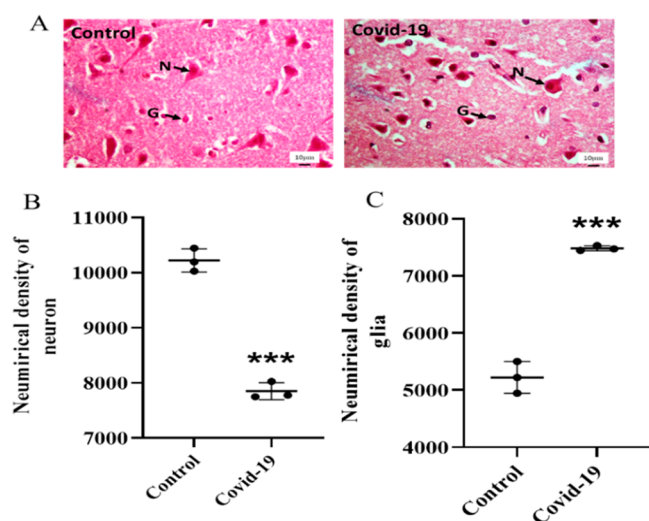 A
Control
N
G
10µm
Covid-19
N
G
10µm
B
Neumirical density of
neuron
11000
10000
9000
8000
7000
***
Control
Covid-19
C
Neumirical density of
glia
8000
7000
6000
5000
4000
***
Control
Covid-19